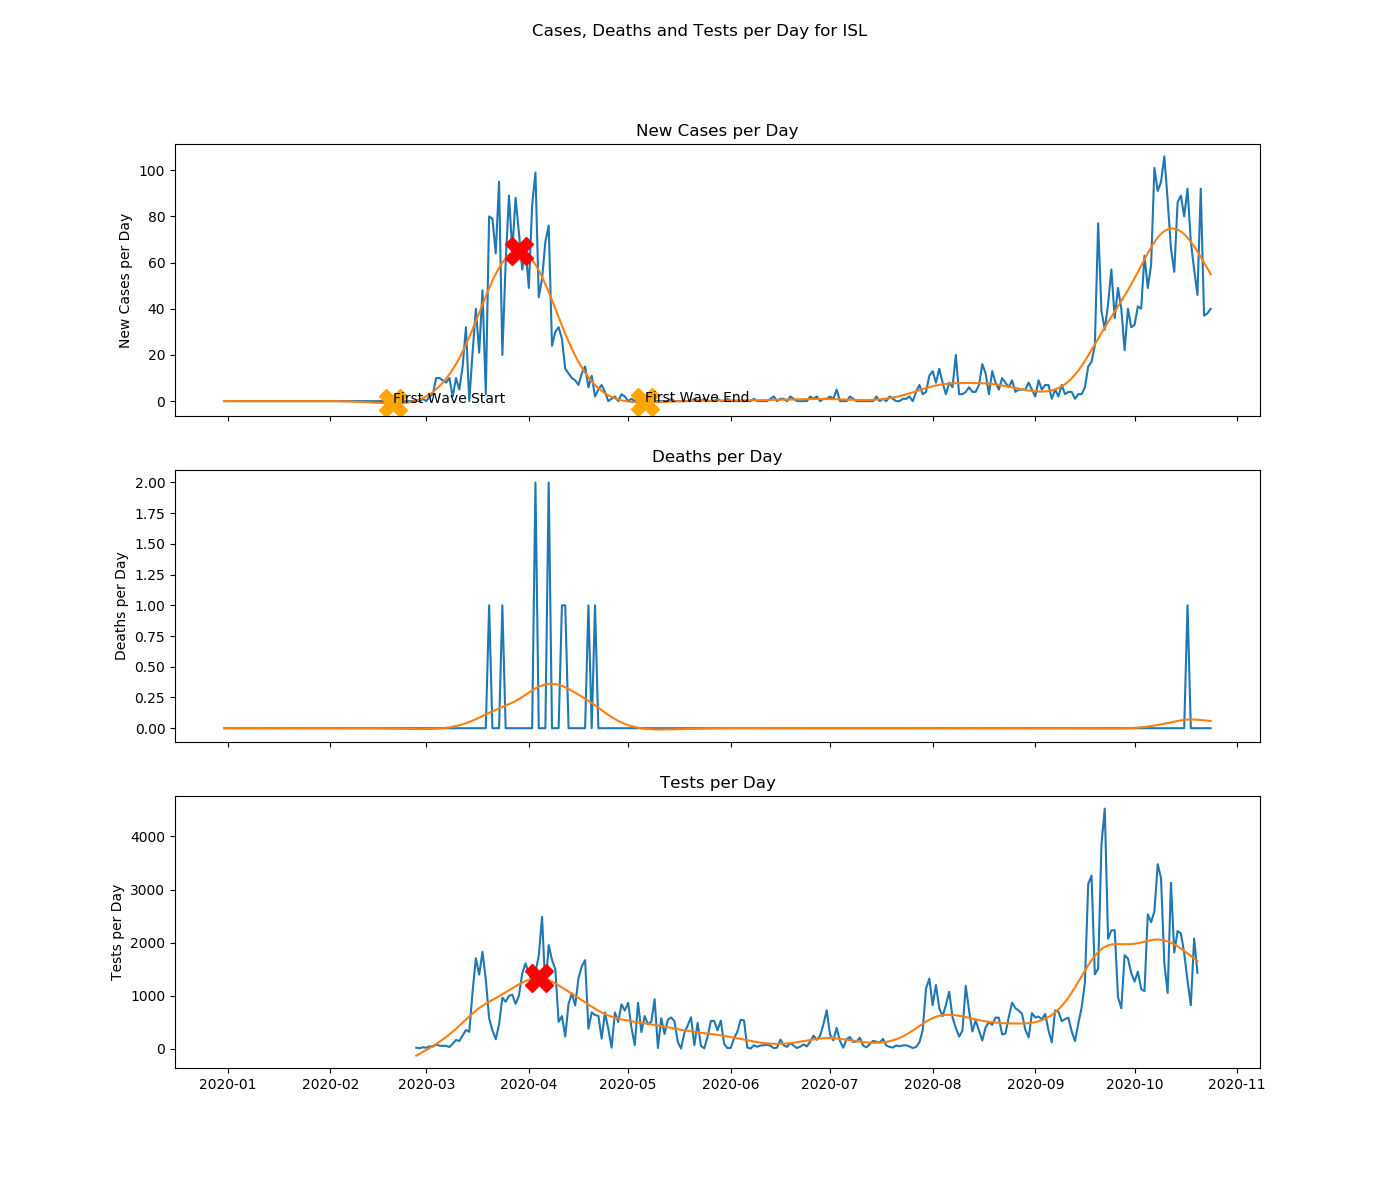 Cases, Deaths and Tests per Day for ISL
New Cases per Day
New Cases per Day
100
80
60
40
20
0
First Wave Start
First Wave End
Deaths per Day
Deaths per Day
2.00
1.75
1.50
1.25
1.00
0.75
0.50
0.25
0.00
Tests per Day
Tests per Day
4000
3000
2000
1000
0
2020-01 2020-02 2020-03 2020-04 2020-05 2020-06 2020-07 2020-08 2020-09 2020-10 2020-11